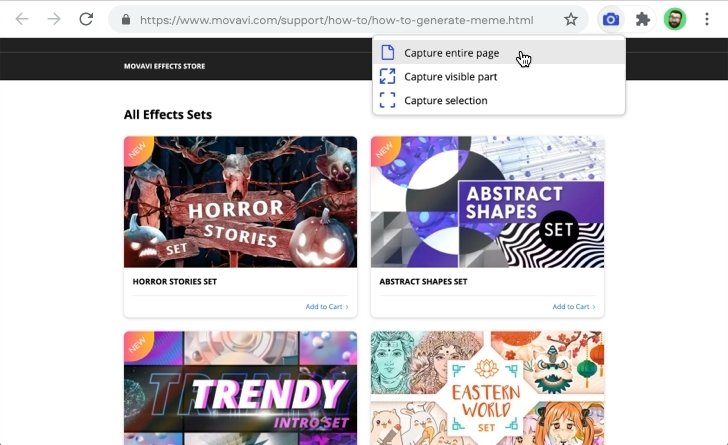 https://www.movavi.com/support/how-to/how-to-generate-meme.html
Capture entire page
Capture visible part
Capture selection
MOVAVI EFFECTS STORE
All Effects Sets
NEW
HORROR
STORIES
SET
HORROR STORIES SET
Add to Cart ›
NEW
ABSTRACT
SHAPES
SET
ABSTRACT SHAPES SET
Add to Cart ›
NEW
TRENDY
INTRO SET
EASTERN
WORLD
SET